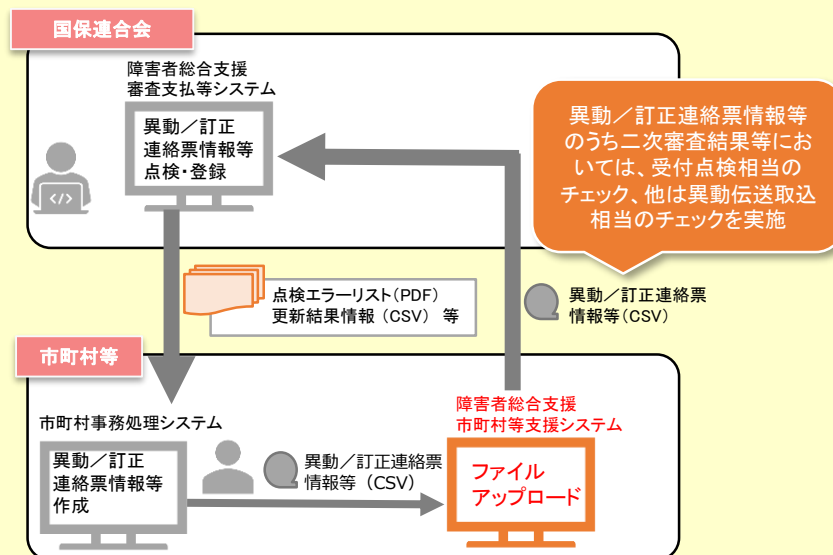 国保連合会
障害者総合支援
審査支払等システム
異動／訂正
連絡票情報等
点検・登録
</>
異動／訂正連絡票情報等
のうち二次審査結果等にお
いては、受付点検相当の
チェック、他は異動伝送取込
相当のチェックを実施
点検エラーリスト(PDF)
更新結果情報（CSV） 等
異動／訂正連絡票
情報等(CSV)
市町村等
市町村事務処理システム
異動／訂正
連絡票情報等
作成
異動／訂正連絡票
情報等（CSV）
障害者総合支援
市町村等支援システム
ファイル
アップロード